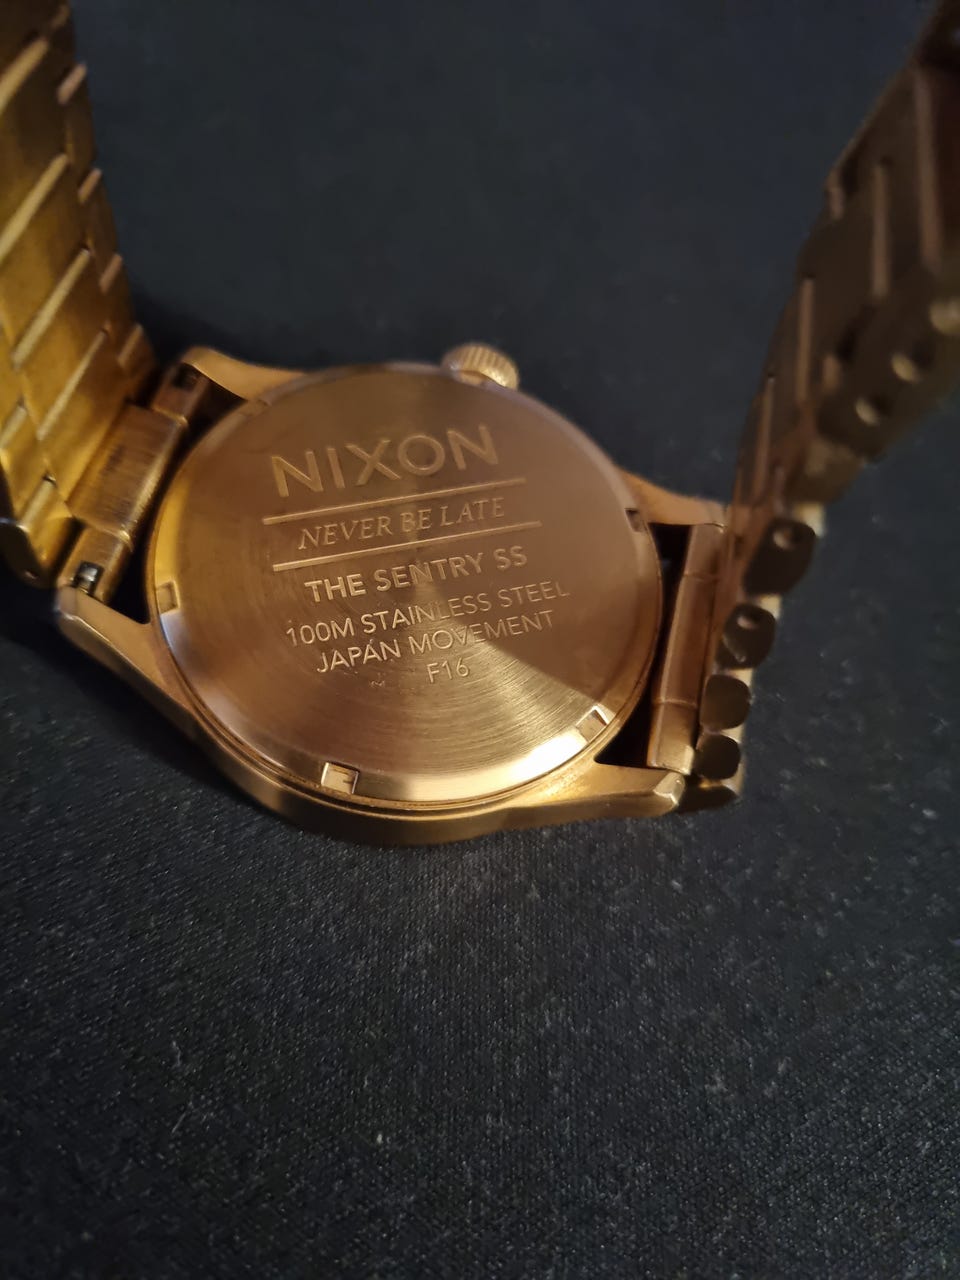 NIXON
NEVER BE LATE
THE SENTRY SS
100M STAINLESS STEEL
JAPAN MOVEMENT
F16